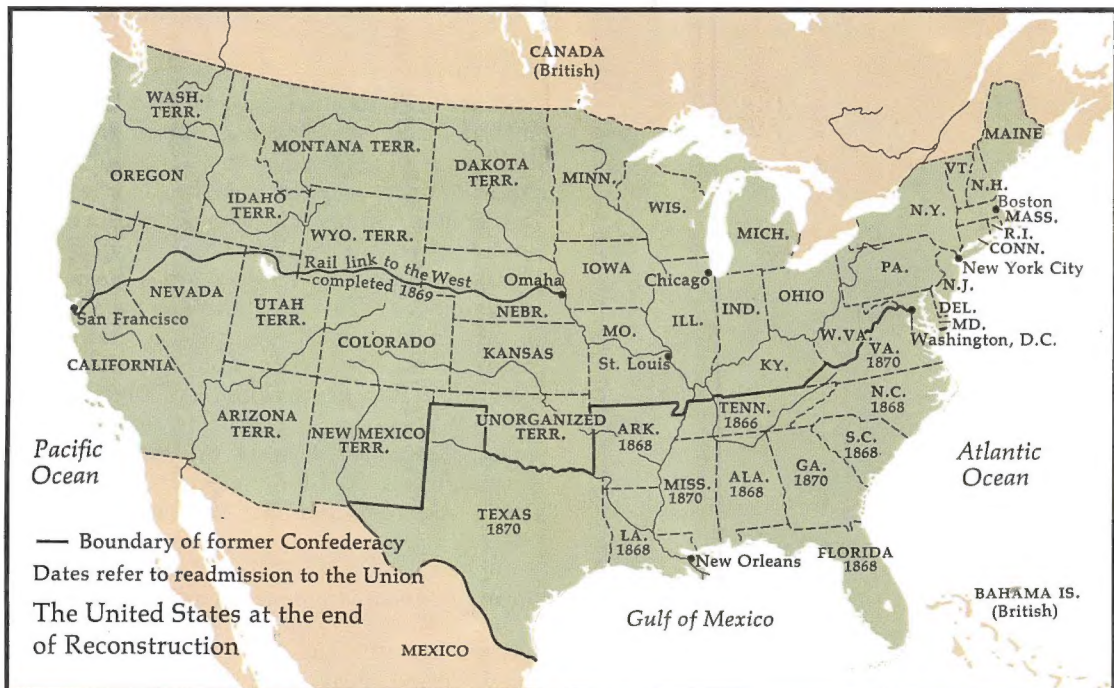 CANADA
(British)
WASH.
TERR.
MONTANA TERR.
DAKOTA
TERR.
MINN.
MAINE
OREGON
IDAHO
TERR.
WYO. TERR.
WIS.
MICH.
VT.
N.H.
Boston
MASS.
N.Y.
R.I.
CONN.
New York City
Rail link to the West
completed 1869
Omaha
IOWA
Chicago
PA.
N.J.
NEVADA
UTAH
TERR.
NEBR.
ILL.
IND.
OHIO
DEL.
MD.
Washington, D.C.
San Francisco
CALIFORNIA
COLORADO
KANSAS
MO.
St. Louis
KY.
W.VA.
VA.
1870
N.C.
1868
ARIZONA
TERR.
NEW MEXICO
TERR.
UNORGANIZED
TERR.
ARK.
1868
TENN.
1866
S.C.
1868
Pacific
Ocean
Atlantic
Ocean
TEXAS
1870
LA.
1868
MISS.
1870
ALA.
1868
GA.
1870
New Orleans
FLORIDA
1868
Boundary of former Confederacy
Dates refer to readmission to the Union
The United States at the end
of Reconstruction
MEXICO
Gulf of Mexico
BAHAMA IS.
(British)